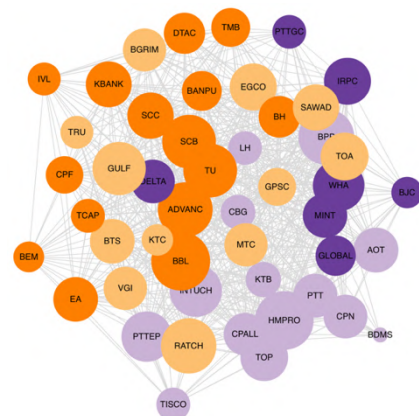 DTAC
TMB
PTTGC
BGRIM
IVL
KBANK
BANPU
EGCO
IRPC
SAWAD
SCC
BH
TRU
SCB
LH
TOA
GULF
TU
DELTA
CPF
GPSC
WHA
BJC
TCAP
ADVANC
CBG
MINT
BTS
KTC
MTC
BEM
BBL
GLOBAL
AOT
EA
VGI
INTUCH
KTB
PTT
PTTEP
RATCH
CPALL
HMPRO
CPN
BDMS
TOP
TISCO